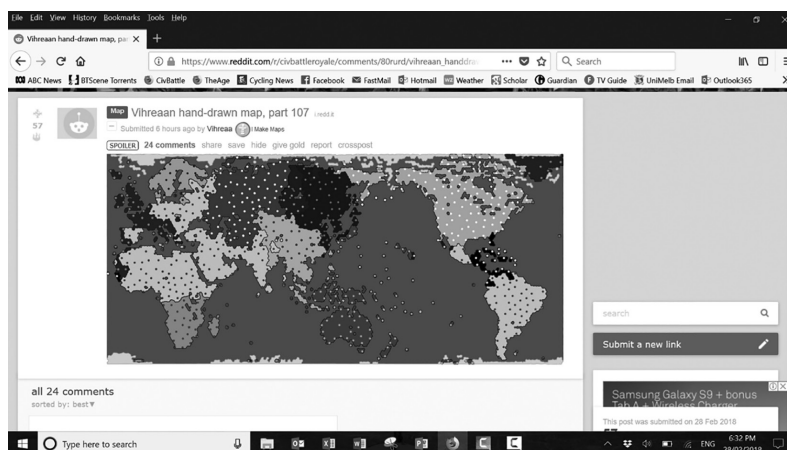 File Edit View History Bookmarks Tools Help
Vihreaan hand-drawn map, par
https://www.reddit.com/r/civbattleroyale/comments/80rurd/vihreaan_handdra
Search
ABC News BTScene Torrents CivBattle TheAge Cycling News Facebook FastMail Hotmail Weather Scholar Guardian TV Guide UniMelb Email Outlook365
57
Map Vihreaan hand-drawn map, part 107 i.redd.it
Submitted 6 hours ago by Vihreaa I Make Maps
SPOILER 24 comments share save hide give gold report crosspost
search
Submit a new link
all 24 comments
sorted by: best
Samsung Galaxy S9 + bonus
Tab A + Wireless Charger
This post was submitted on 28 Feb 2018
Type here to search
ENG
6:32 PM
28/02/2018